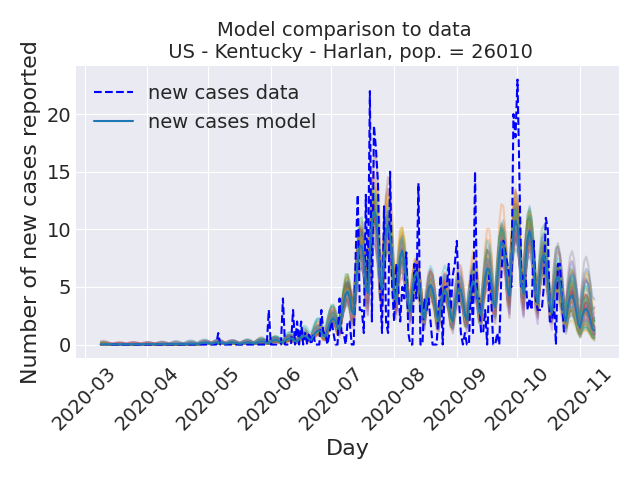 Model comparison to data
US - Kentucky - Harlan, pop. = 26010
Number of new cases reported
new cases data
new cases model
20
15
10
5
0
2020-03
2020-04
2020-05
2020-06
2020-07
2020-08
2020-09
2020-10
2020-11
Day